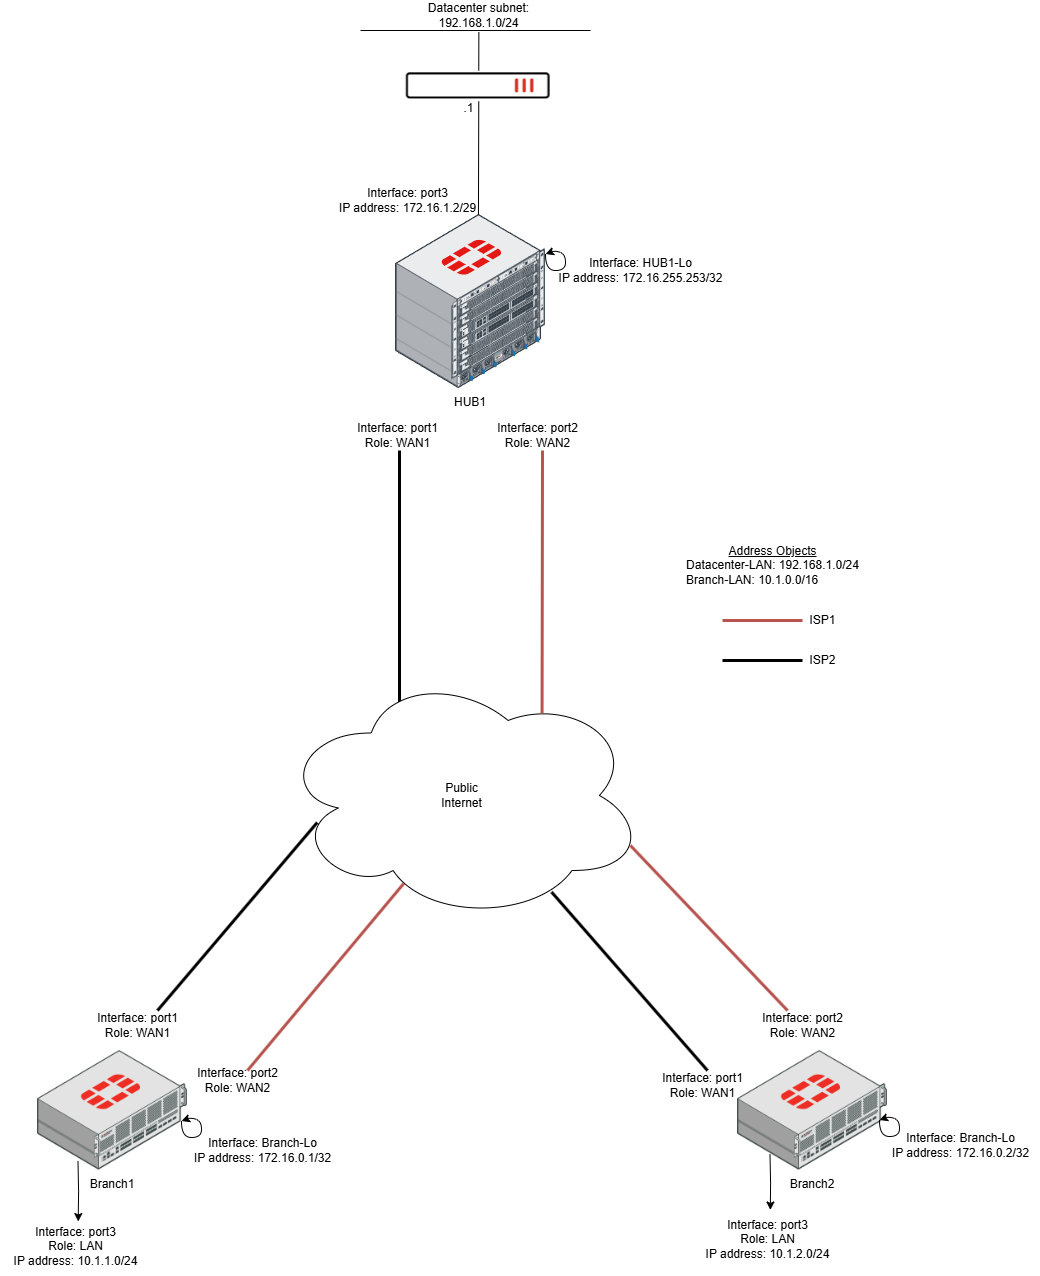 Datacenter subnet:
192.168.1.0/24
.1
Interface: port3
IP address: 172.16.1.2/29
Interface: HUB1-Lo
IP address: 172.16.255.253/32
HUB1
Interface: port1
Role: WAN1
Interface: port2
Role: WAN2
Address Objects
Datacenter-LAN: 192.168.1.0/24
Branch-LAN: 10.1.0.0/16
ISP1
ISP2
Public
Internet
Interface: port1
Role: WAN1
Interface: port2
Role: WAN2
Interface: Branch-Lo
IP address: 172.16.0.1/32
Branch1
Interface: port3
Role: LAN
IP address: 10.1.1.0/24
Interface: port2
Role: WAN2
Interface: port1
Role: WAN1
Interface: Branch-Lo
IP address: 172.16.0.2/32
Branch2
Interface: port3
Role: LAN
IP address: 10.1.2.0/24